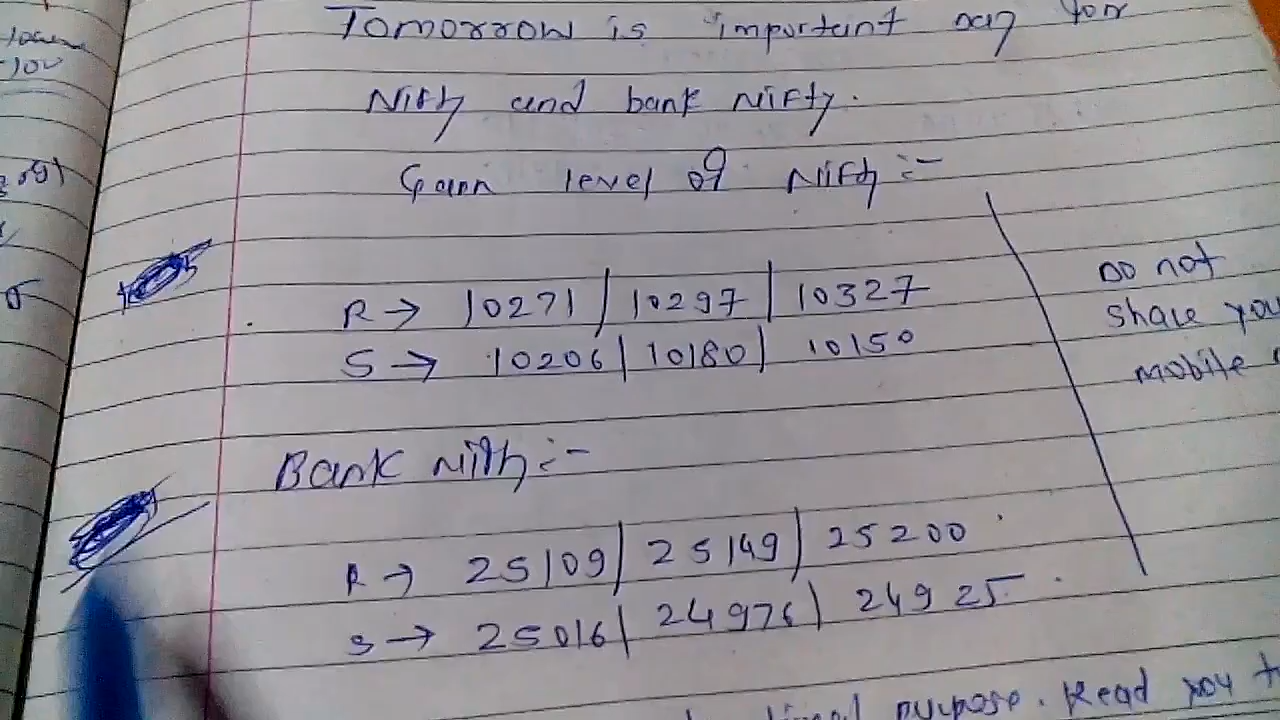 Tomorrow is important day for
Nifty and bank Nifty.
Gann level of Nifty :-
R → 10271 | 10297 | 10327
S → 10206 | 10180 | 10150
Do not
share you
mobile
Bank nifty :-
R → 25109 | 25149 | 25200
S → 25016 | 24976 | 24925
purpose. Read you